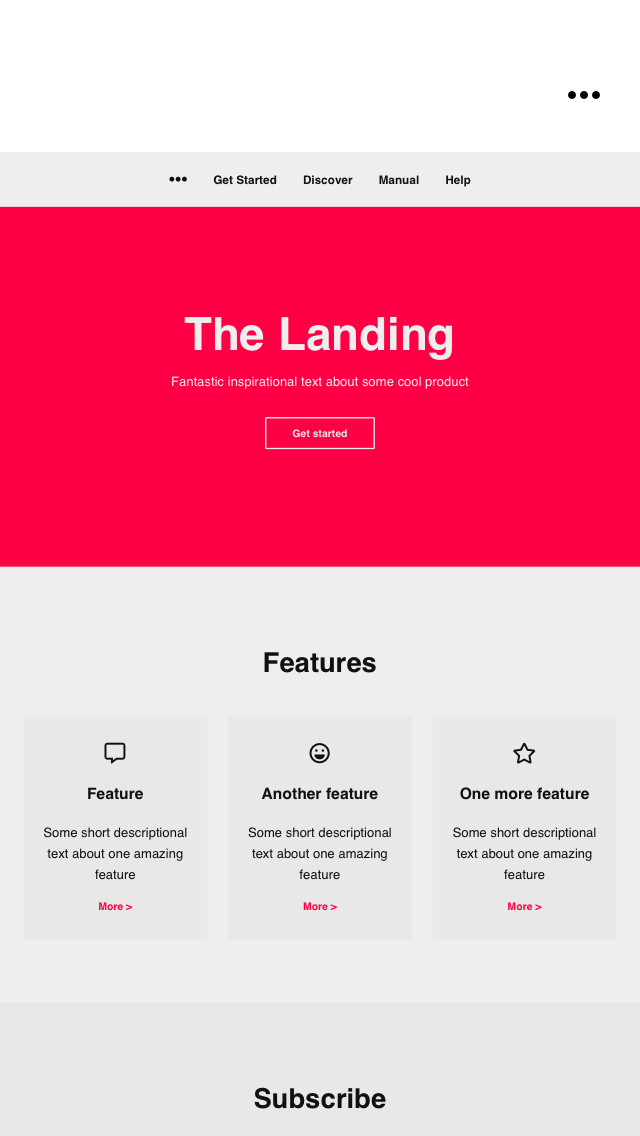 Get Started Discover Manual Help
The Landing
Fantastic inspirational text about some cool product
Get started
Features
Feature
Some short descriptional
text about one amazing
feature
More >
Another feature
Some short descriptional
text about one amazing
feature
More >
One more feature
Some short descriptional
text about one amazing
feature
More >
Subscribe